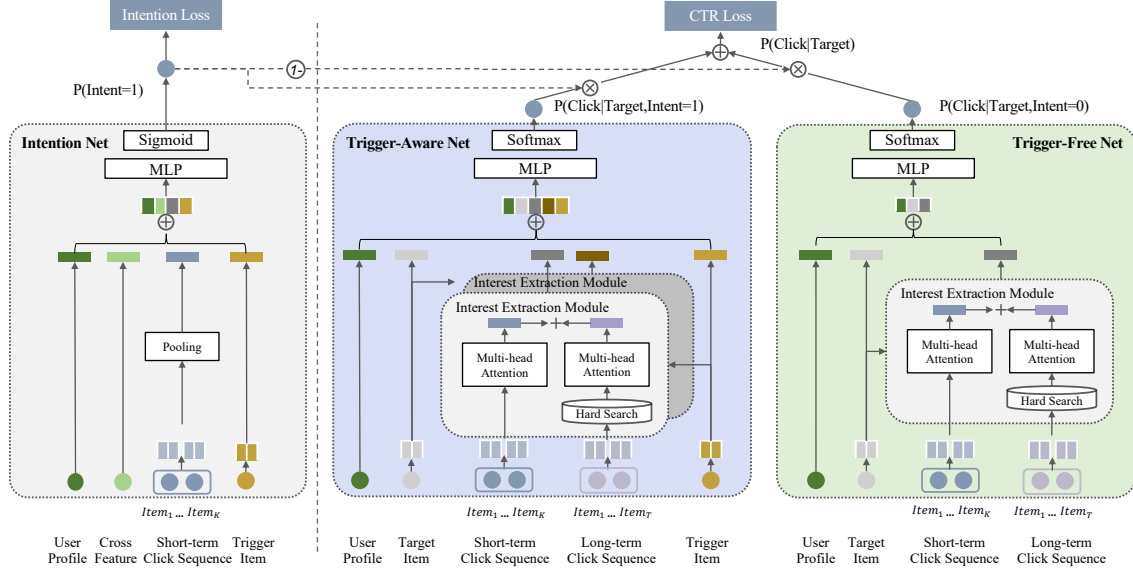 Intention Loss
CTR Loss
P(Click|Target)
1-
P(Intent=1)
P(Click|Target,Intent=1)
P(Click|Target,Intent=0)
Intention Net
Sigmoid
MLP
Pooling
Item₁ ... Item_K
User Profile
Cross Feature
Short-term Click Sequence
Trigger Item
Trigger-Aware Net
Softmax
MLP
Interest Extraction Module
Interest Extraction Module
Multi-head Attention
Multi-head Attention
Hard Search
Item₁ ... Item_K
Item₁ ... Item_T
User Profile
Target Item
Short-term Click Sequence
Long-term Click Sequence
Trigger Item
Trigger-Free Net
Softmax
MLP
Interest Extraction Module
Multi-head Attention
Multi-head Attention
Hard Search
Item₁ ... Item_K
Item₁ ... Item_T
User Profile
Target Item
Short-term Click Sequence
Long-term Click Sequence